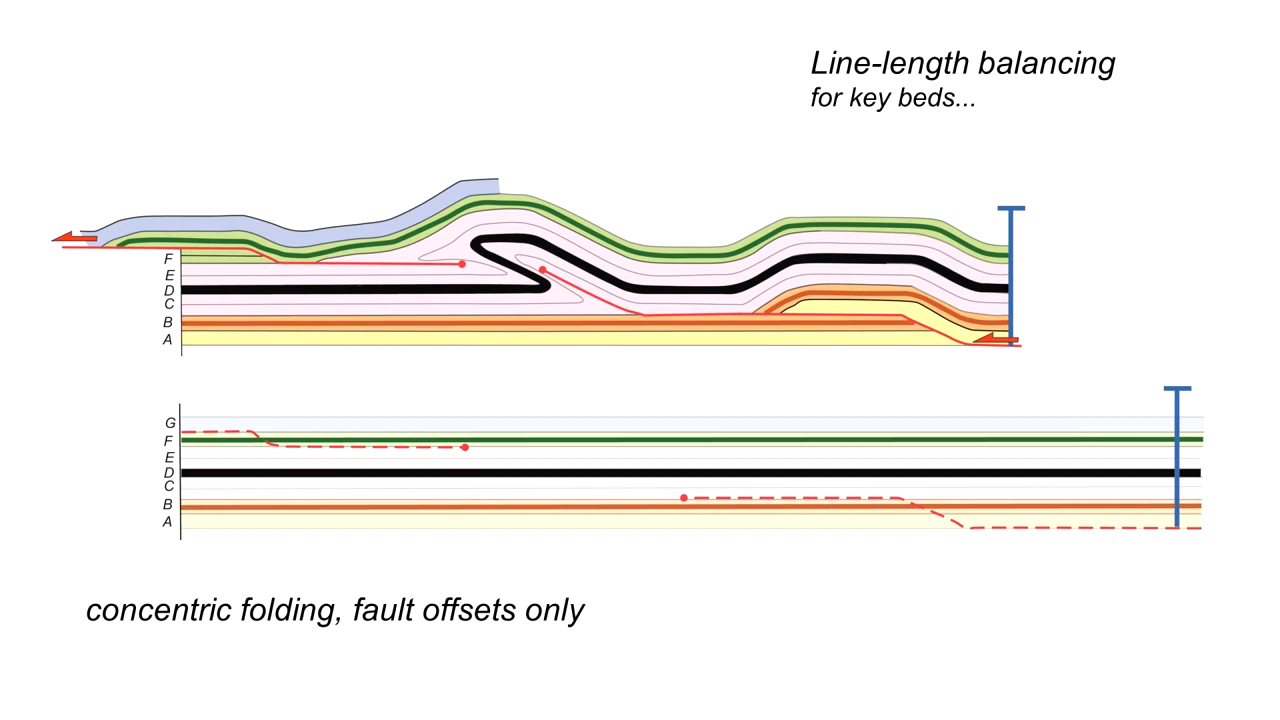 Line-length balancing
for key beds...
F
E
D
C
B
A
G
F
E
D
C
B
A
concentric folding, fault offsets only